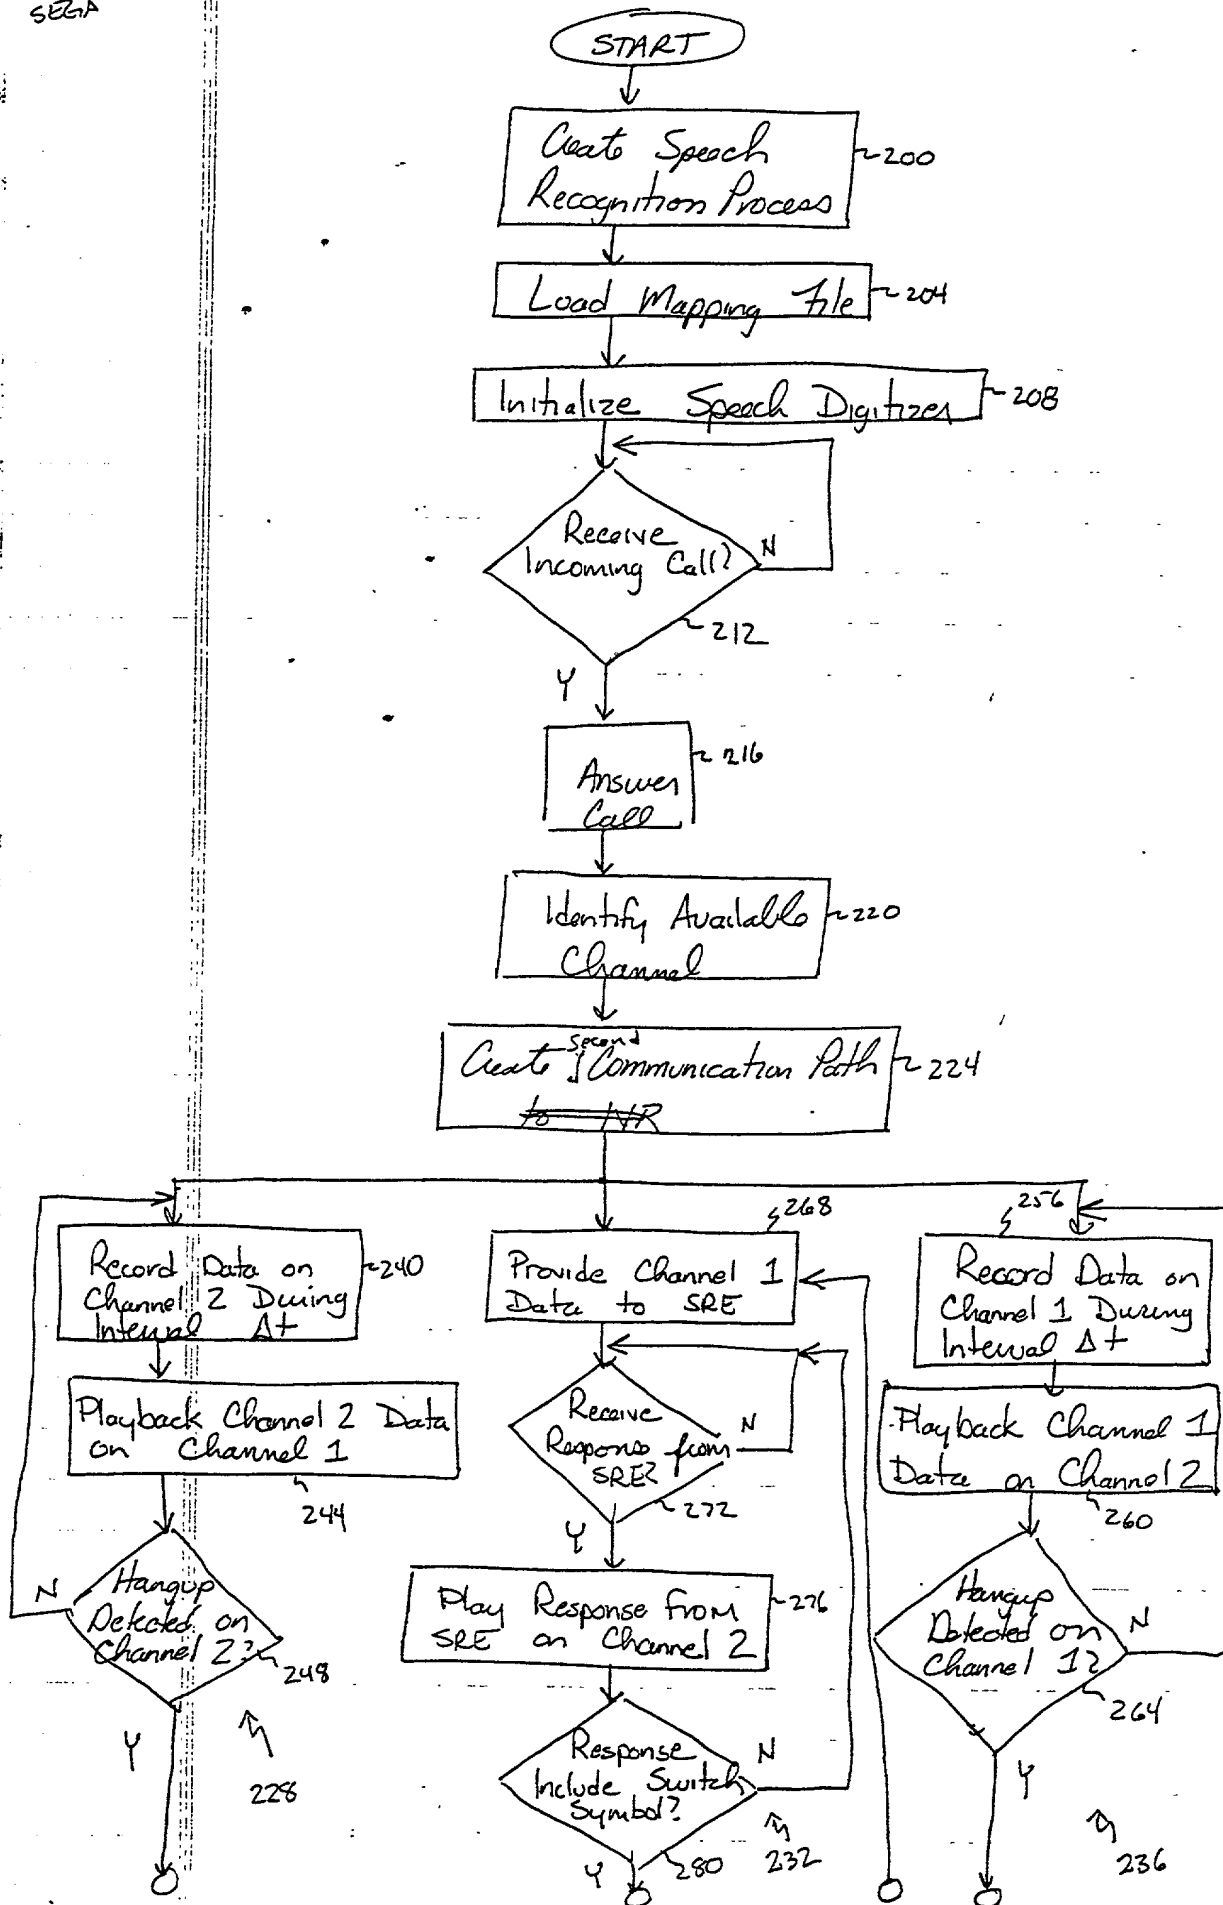 SEGA
START
Create Speech
Recognition Process
200
Load Mapping File
204
Initialize Speech Digitizer
208
Receive
Incoming Call?
N
212
Y
Answer
Call
216
Identify Available
Channel
220
second
Create Communication Path
224
to IVR
268
256
Record Data on
Channel 2 During
Interval Δt
240
Provide Channel 1
Data to SRE
Record Data on
Channel 1 During
Interval Δt
Playback Channel 2 Data
on Channel 1
244
Receive
Response from
SRE?
N
272
Y
Playback Channel 1
Data on Channel 2
260
Hangup
Detected on
Channel 2?
N
248
Y
228
Play Response From
SRE on Channel 2
276
Hangup
Detected on
Channel 1?
N
264
Y
236
Response
Include Switch
Symbol?
N
280
Y
232